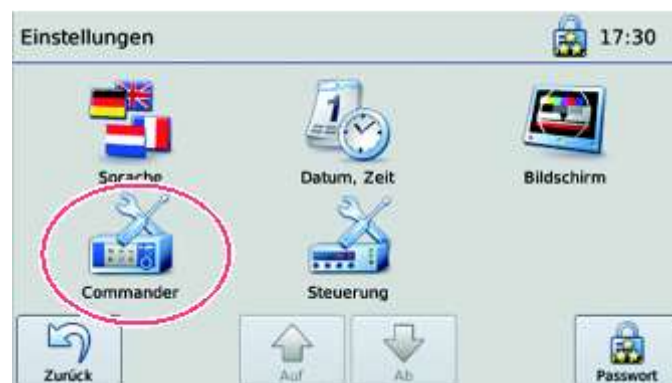 Einstellungen 17:30
Sprache Datum, Zeit Bildschirm
Commander Steuerung
Zurück Auf Ab Passwort